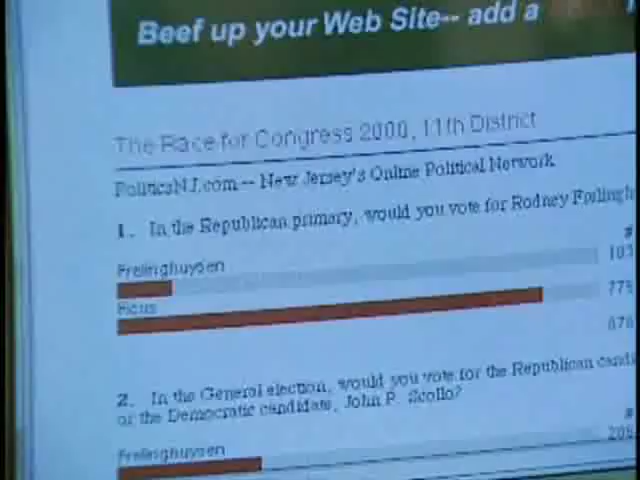 Beef up your Web Site-- add a
The Race for Congress 2000, 11th District
PoliticsNJ.com -- New Jersey's Online Political Network
1. In the Republican primary, would you vote for Rodney Frelingh
#
Frelinghuysen 103
Ficus 775
878
2. In the General election, would you vote for the Republican candi
or the Democratic candidate, John P. Scollo?
#
Frelinghuysen 208